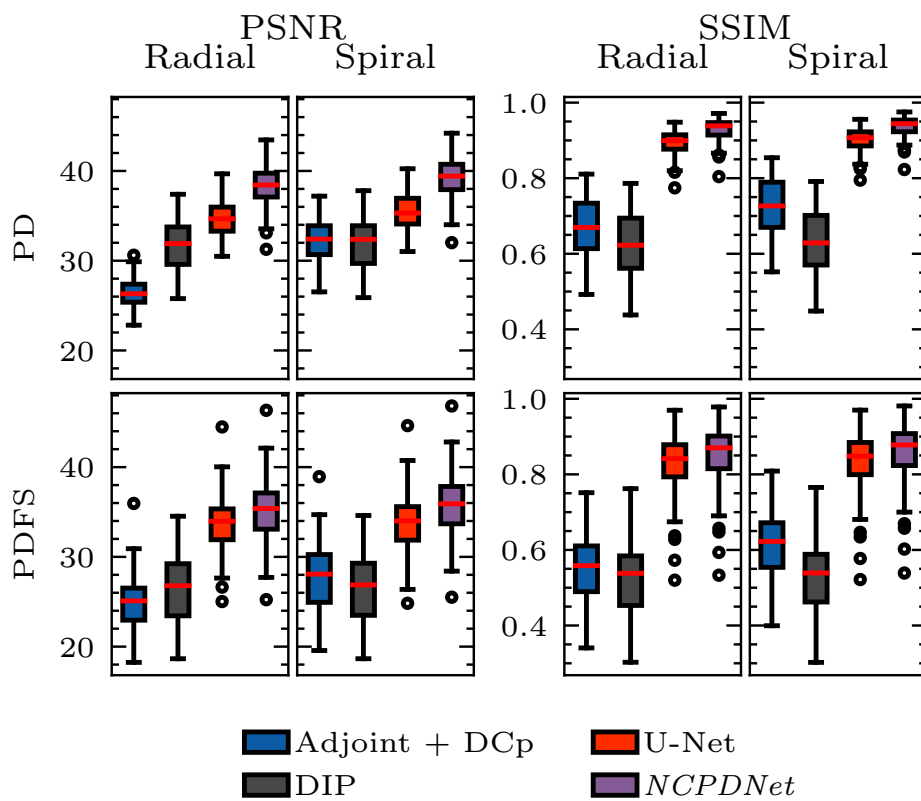 PSNR SSIM
Radial Spiral Radial Spiral
PD
40
30
20
1.0
0.8
0.6
0.4
PDFS
40
30
20
1.0
0.8
0.6
0.4
Adjoint + DCp U-Net
DIP NCPDNet